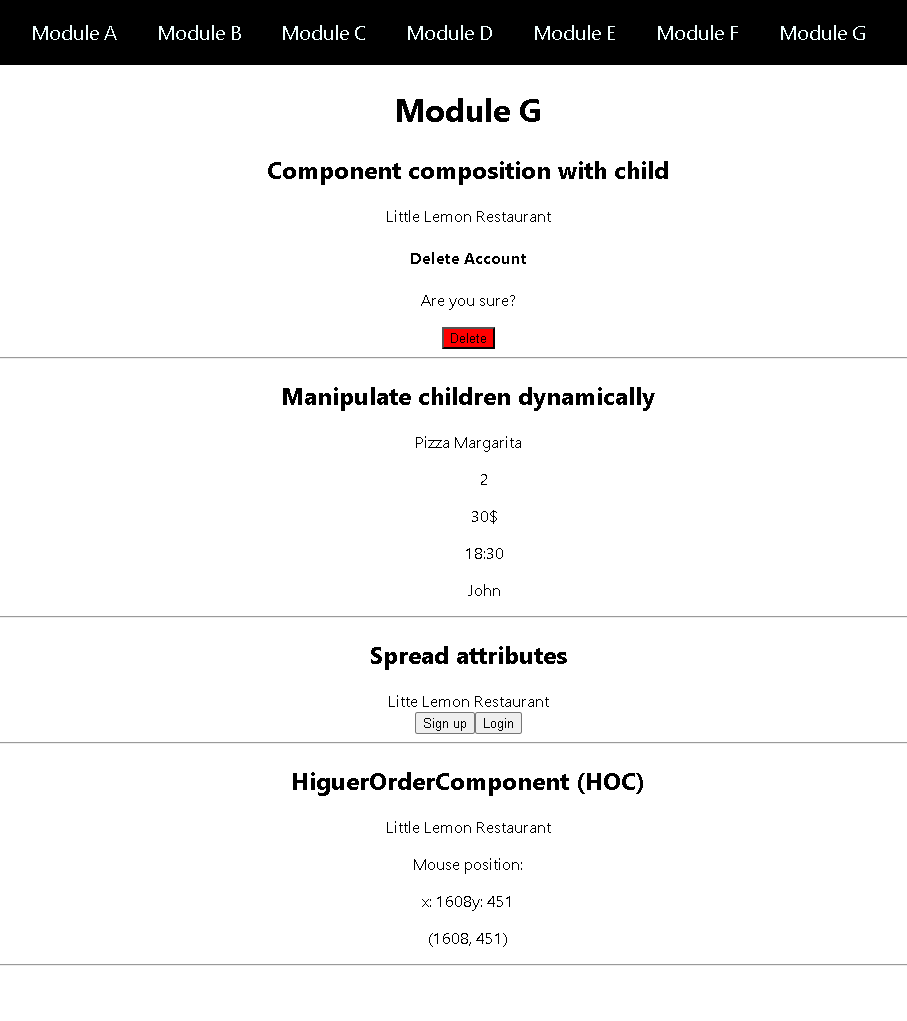 Module A Module B Module C Module D Module E Module F Module G
Module G
Component composition with child
Little Lemon Restaurant
Delete Account
Are you sure?
Delete
Manipulate children dynamically
Pizza Margarita
2
30$
18:30
John
Spread attributes
Litte Lemon Restaurant
Sign up Login
HiguerOrderComponent (HOC)
Little Lemon Restaurant
Mouse position:
x: 1608y: 451
(1608, 451)